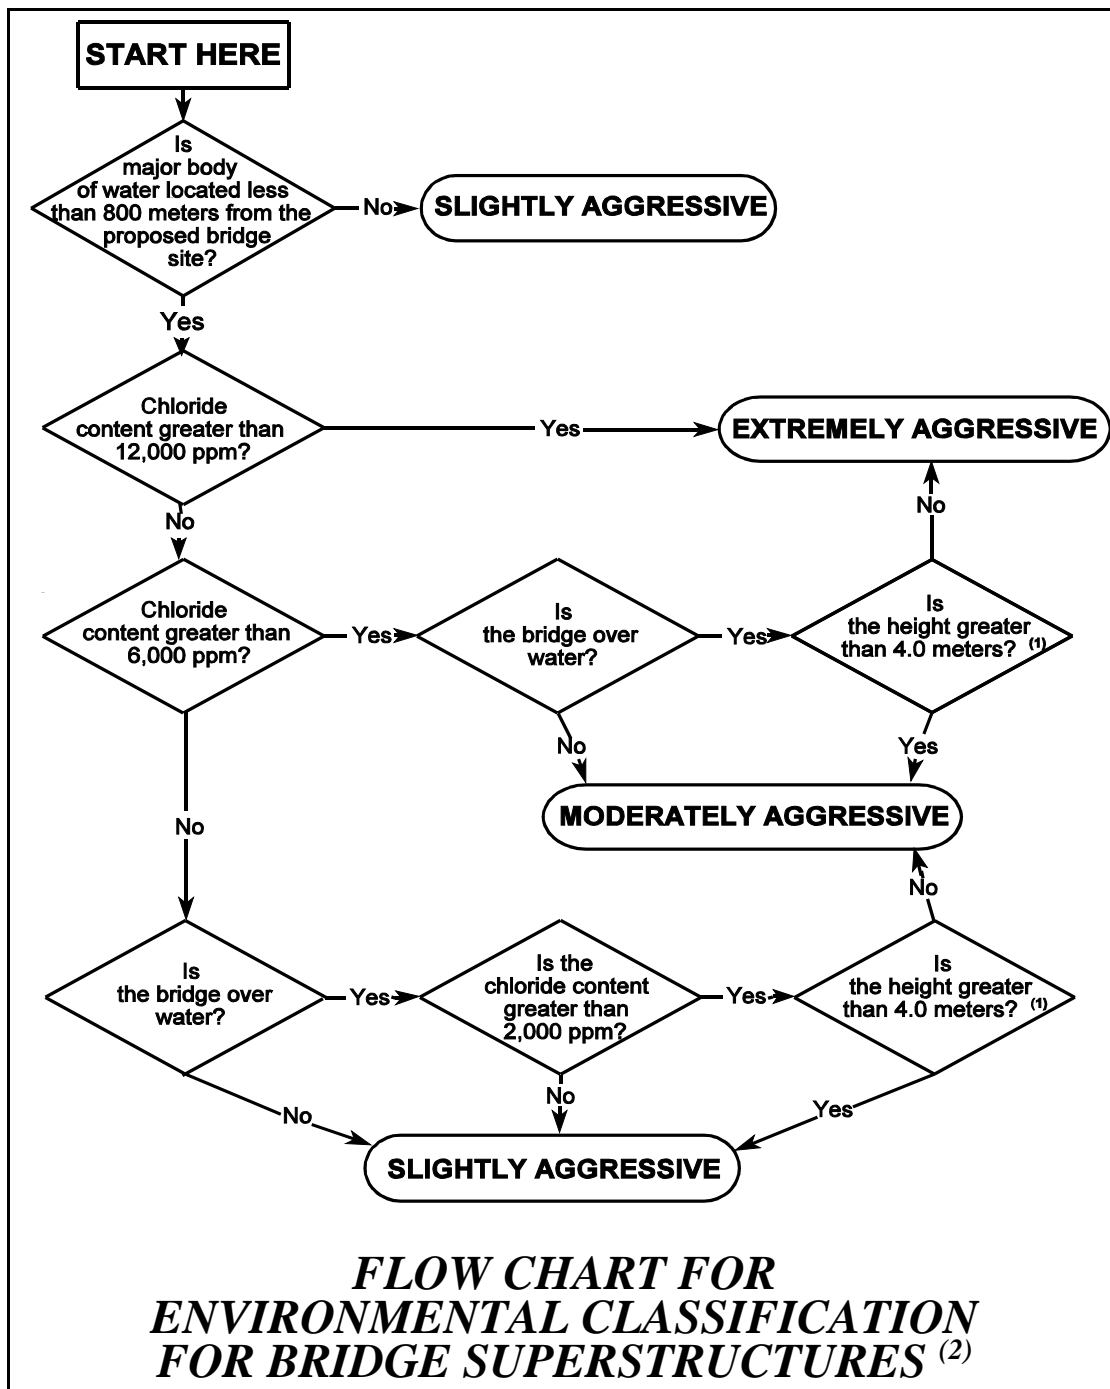 START HERE
Is
major body
of water located less
than 800 meters from the
proposed bridge
site?
No
SLIGHTLY AGGRESSIVE
Yes
Chloride
content greater than
12,000 ppm?
Yes
EXTREMELY AGGRESSIVE
No
No
Chloride
content greater than
6,000 ppm?
Yes
Is
the bridge over
water?
Yes
Is
the height greater
than 4.0 meters? (1)
No
Yes
MODERATELY AGGRESSIVE
No
No
Is
the bridge over
water?
Yes
Is the
chloride content
greater than
2,000 ppm?
Yes
Is
the height greater
than 4.0 meters? (1)
No
No
Yes
SLIGHTLY AGGRESSIVE
FLOW CHART FOR
ENVIRONMENTAL CLASSIFICATION
FOR BRIDGE SUPERSTRUCTURES (2)